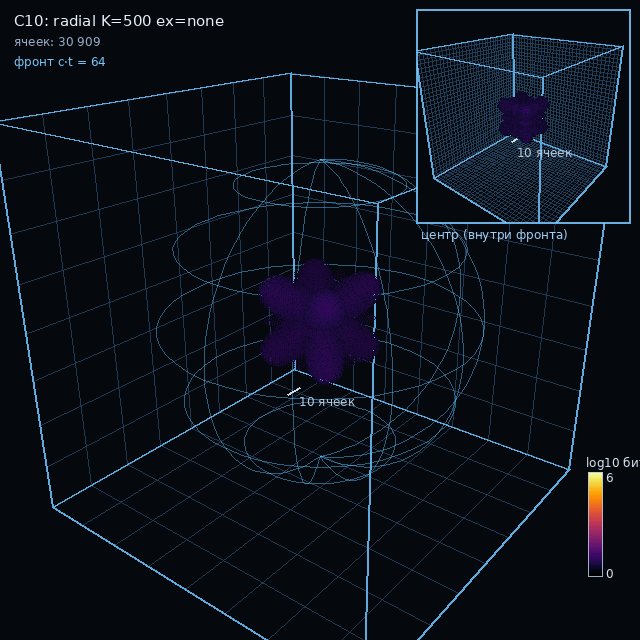 C10: radial K=500 ex=none
ячеек: 30 909
фронт c·t = 64
10 ячеек
центр (внутри фронта)
10 ячеек
log10 би
6
0